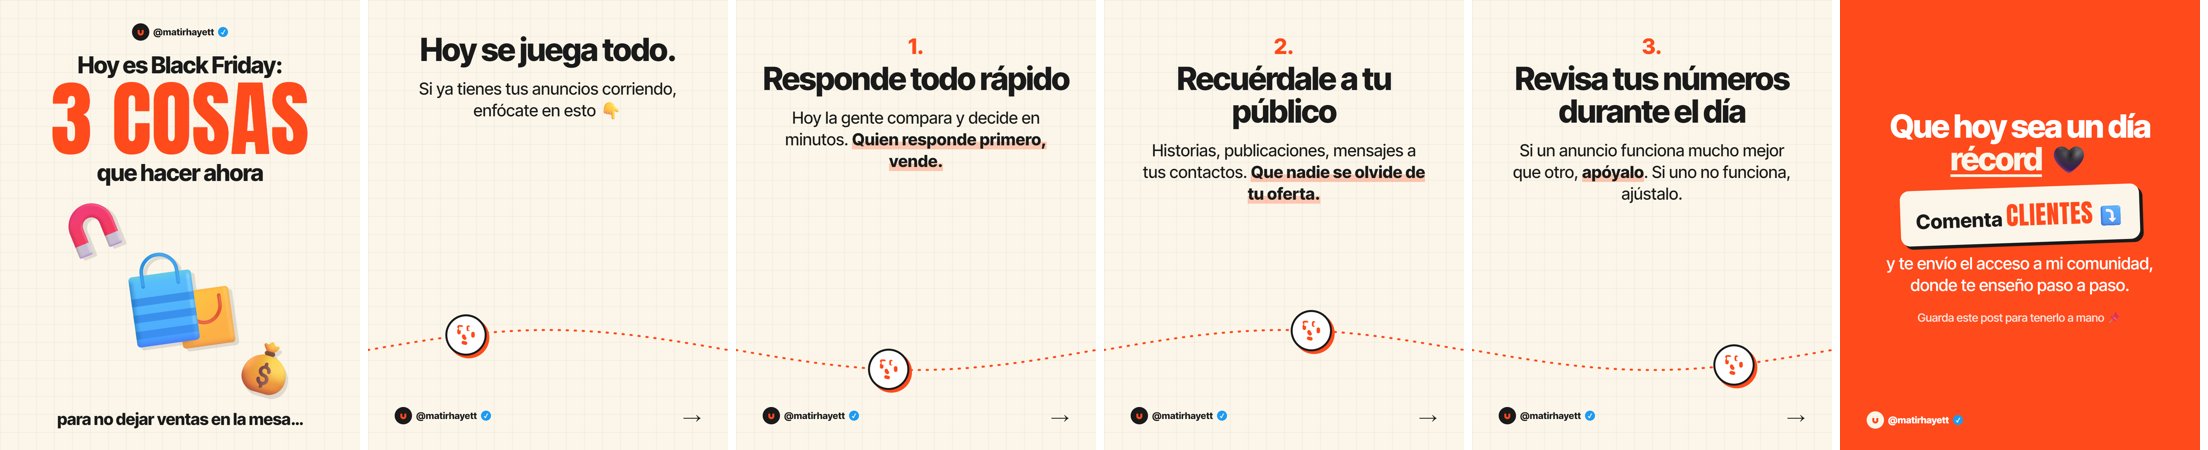 @matirhayett
Hoy es Black Friday:
3 COSAS
que hacer ahora
$
para no dejar ventas en la mesa...
Hoy se juega todo.
Si ya tienes tus anuncios corriendo,
enfócate en esto 👇
@matirhayett
→
1.
Responde todo rápido
Hoy la gente compara y decide en
minutos. Quien responde primero,
vende.
@matirhayett
→
2.
Recuérdale a tu
público
Historias, publicaciones, mensajes a
tus contactos. Que nadie se olvide de
tu oferta.
@matirhayett
→
3.
Revisa tus números
durante el día
Si un anuncio funciona mucho mejor
que otro, apóyalo. Si uno no funciona,
ajústalo.
@matirhayett
→
Que hoy sea un día
récord 🖤
Comenta CLIENTES ⤵️
y te envío el acceso a mi comunidad,
donde te enseño paso a paso.
Guarda este post para tenerlo a mano 📌
@matirhayett